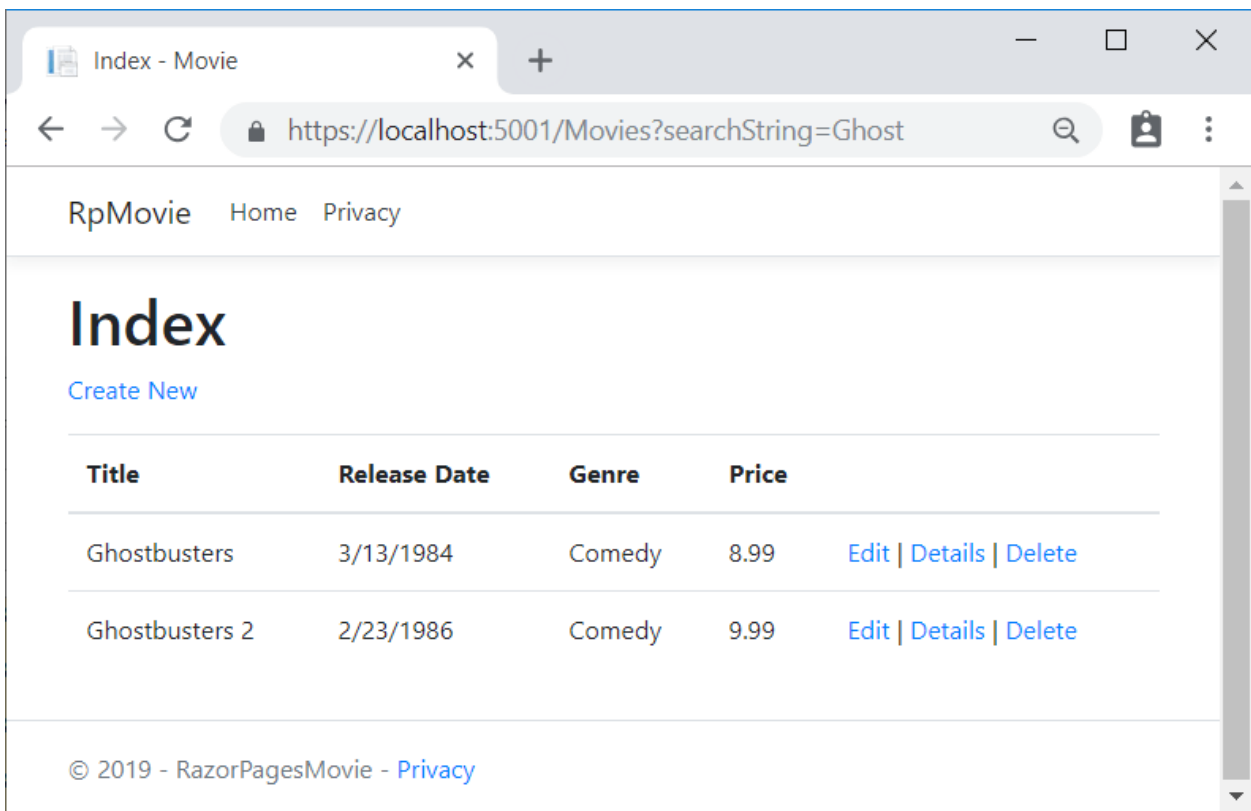 Index - Movie
https://localhost:5001/Movies?searchString=Ghost
RpMovie Home Privacy
Index
Create New
Title Release Date Genre Price
Ghostbusters 3/13/1984 Comedy 8.99 Edit | Details | Delete
Ghostbusters 2 2/23/1986 Comedy 9.99 Edit | Details | Delete
© 2019 - RazorPagesMovie - Privacy